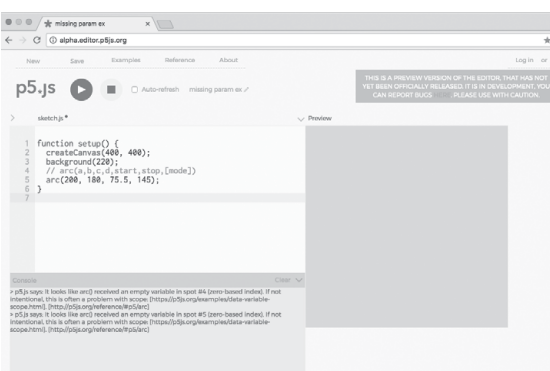 missing param ex
alpha.editor.p5js.org
New Save Examples Reference About Log in or
p5.js Auto-refresh missing param ex
THIS IS A PREVIEW VERSION OF THE EDITOR, THAT HAS NOT
YET BEEN OFFICIALLY RELEASED. IT IS IN DEVELOPMENT, YOU
CAN REPORT BUGS . PLEASE USE WITH CAUTION.
sketch.js Preview
1 function setup() {
2 createCanvas(400, 400);
3 background(220);
4 // arc(a,b,c,d,start,stop,[mode])
5 arc(200, 180, 75.5, 145);
6 }
7
Console Clear
> p5.js says: It looks like arc() received an empty variable in spot #4 (zero-based index). If not
intentional, this is often a problem with scope: [https://p5js.org/examples/data-variable-
scope.html]. [http://p5js.org/reference/#p5/arc]
> p5.js says: It looks like arc() received an empty variable in spot #5 (zero-based index). If not
intentional, this is often a problem with scope: [https://p5js.org/examples/data-variable-
scope.html]. [http://p5js.org/reference/#p5/arc]